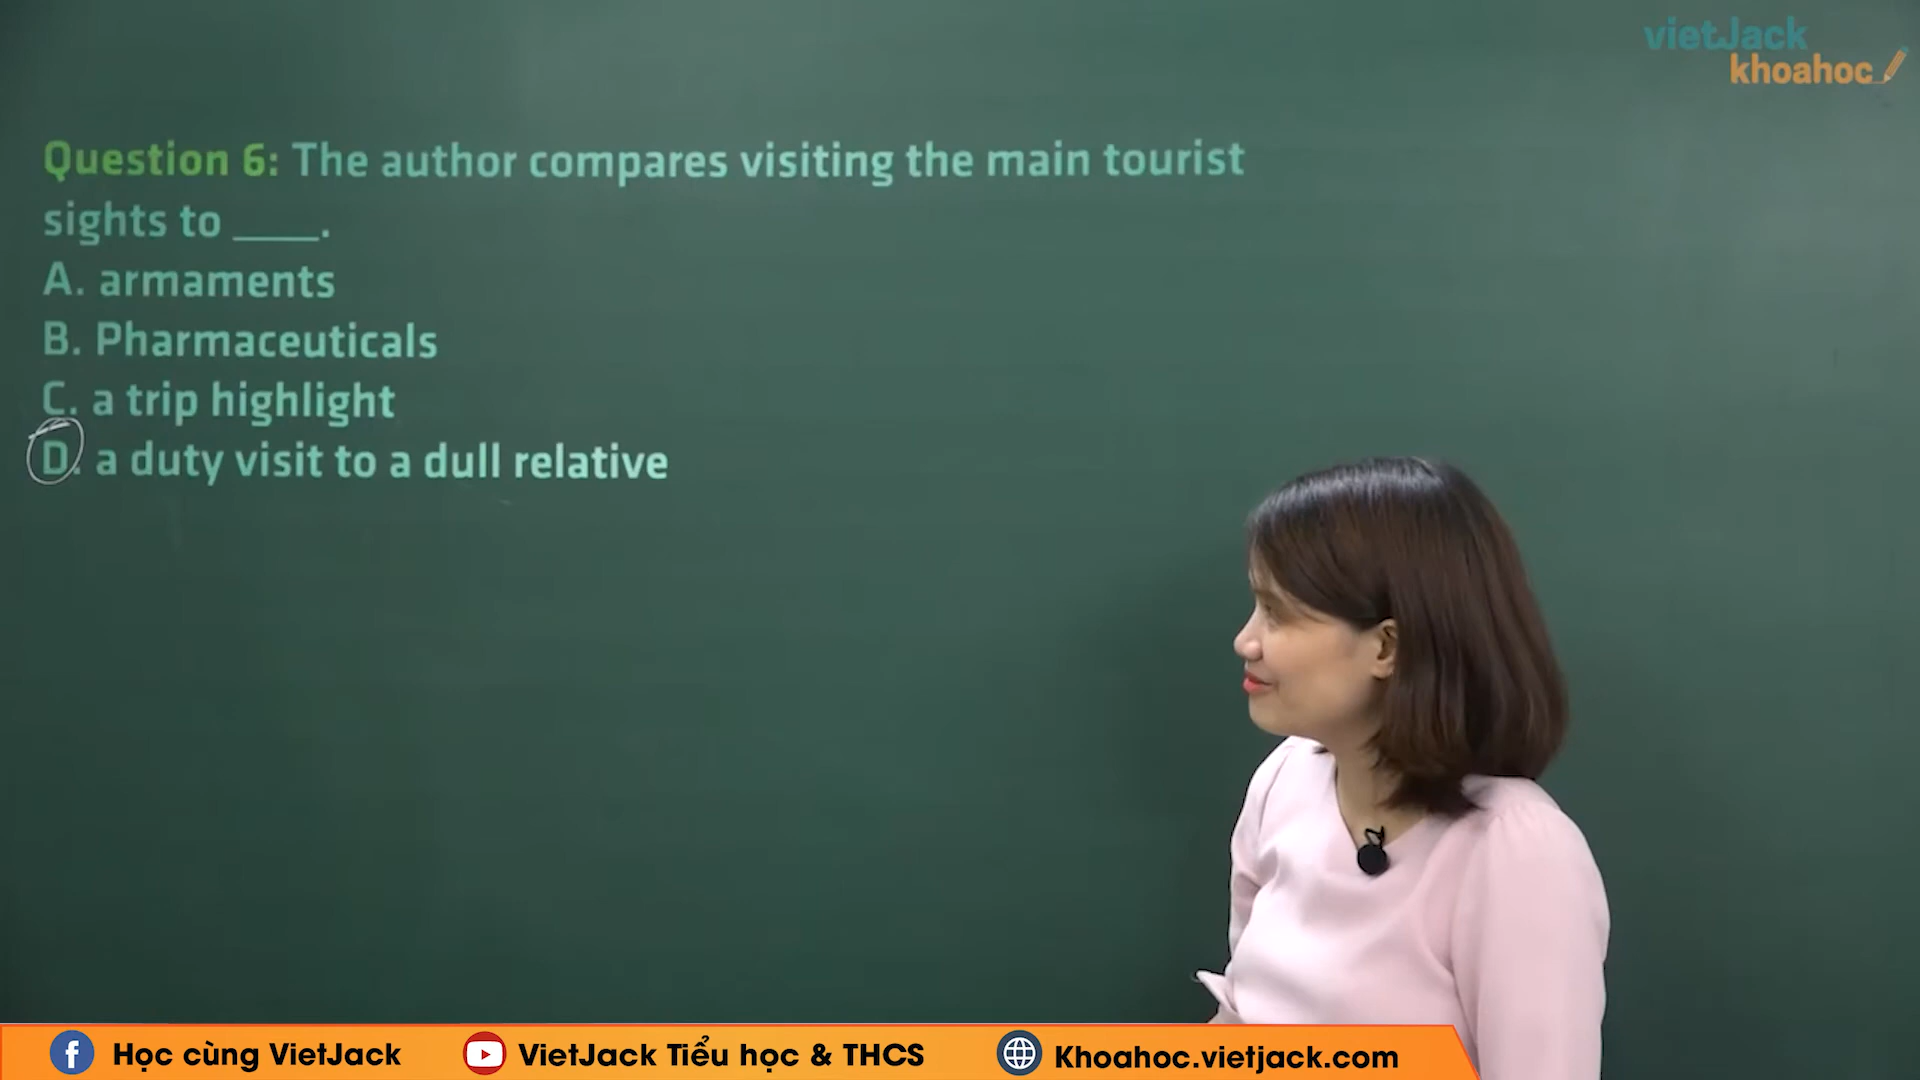 vietJack
khoahoc
Question 6: The author compares visiting the main tourist
sights to ____.
A. armaments
B. Pharmaceuticals
C. a trip highlight
D. a duty visit to a dull relative
Học cùng VietJack
VietJack Tiểu học & THCS
Khoahoc.vietjack.com